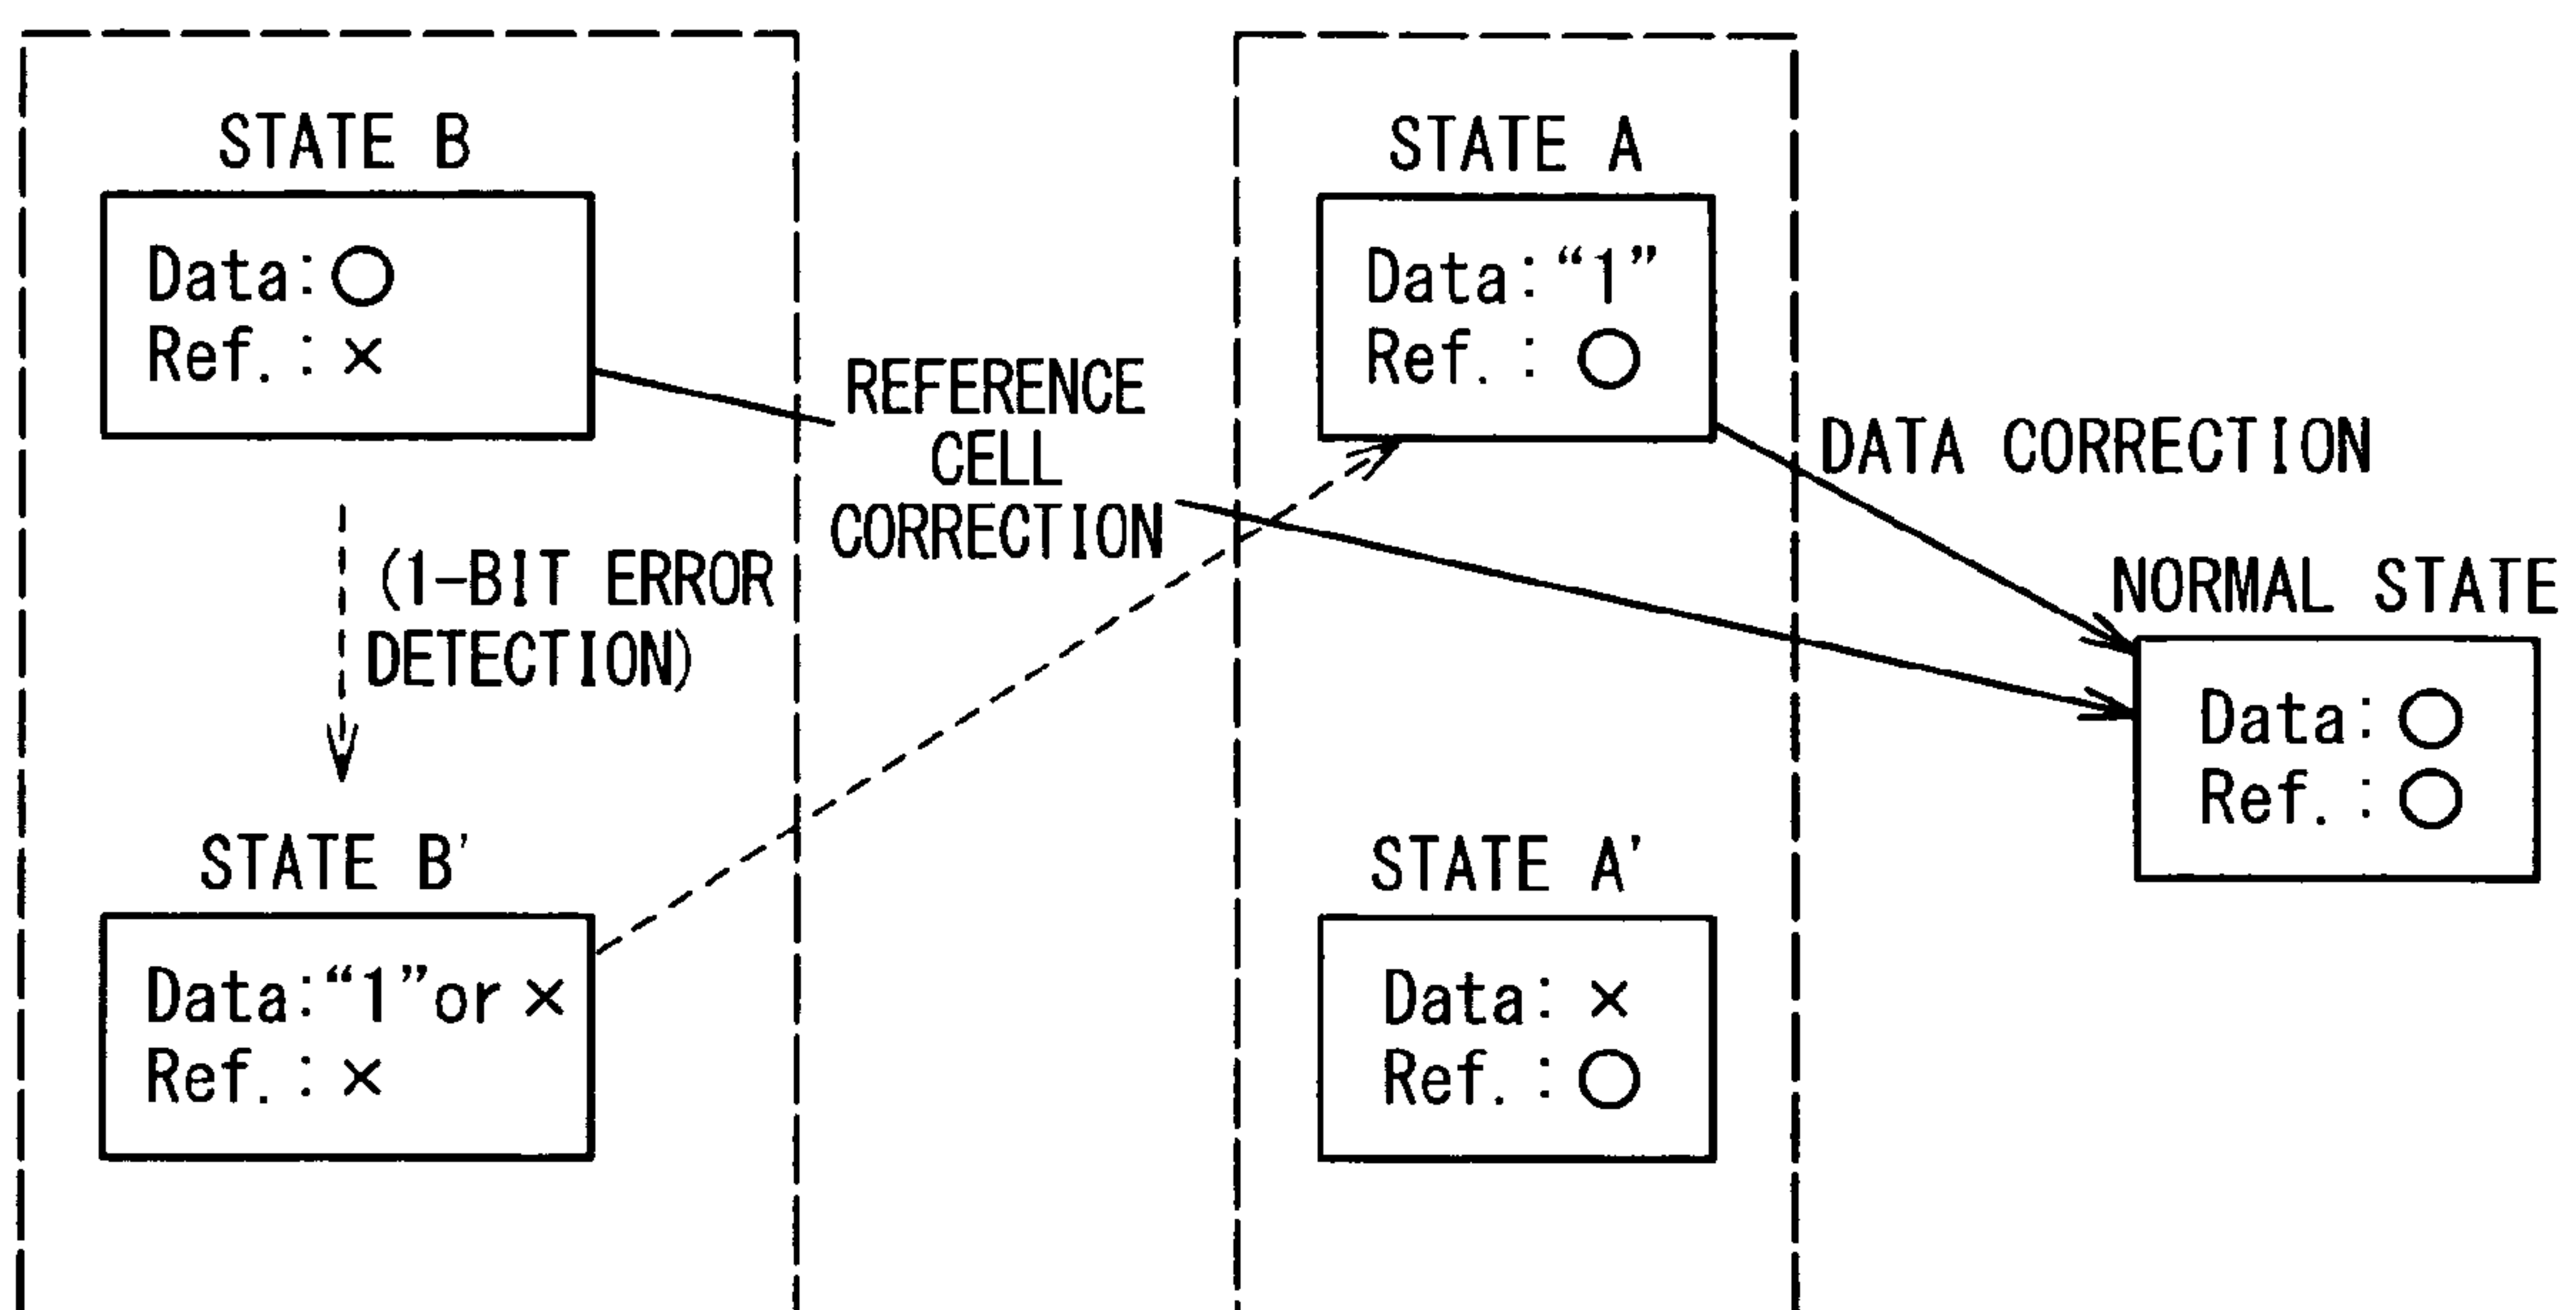 STATE B
Data:○
Ref.:×
(1-BIT ERROR
DETECTION)
STATE B'
Data:“1”or ×
Ref.:×
REFERENCE
CELL
CORRECTION
STATE A
Data:“1”
Ref.:○
STATE A'
Data:×
Ref.:○
DATA CORRECTION
NORMAL STATE
Data:○
Ref.:○